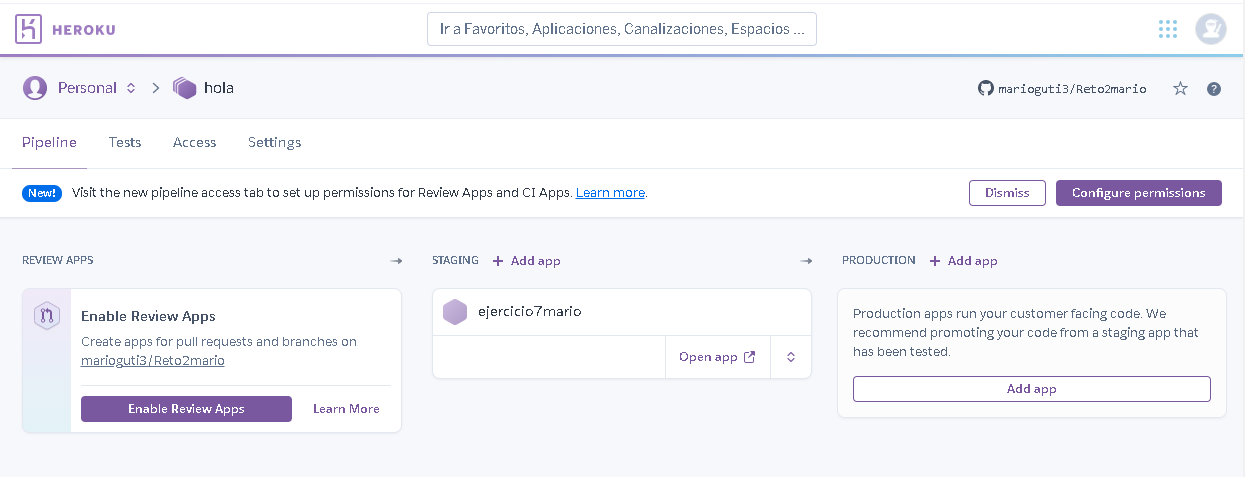 HEROKU
Ir a Favoritos, Aplicaciones, Canalizaciones, Espacios ...
Personal > hola
marioguti3/Reto2mario
Pipeline Tests Access Settings
New! Visit the new pipeline access tab to set up permissions for Review Apps and CI Apps. Learn more.
Dismiss Configure permissions
REVIEW APPS
Enable Review Apps
Create apps for pull requests and branches on
marioguti3/Reto2mario
Enable Review Apps Learn More
STAGING + Add app
ejercicio7mario
Open app
PRODUCTION + Add app
Production apps run your customer facing code. We
recommend promoting your code from a staging app that
has been tested.
Add app